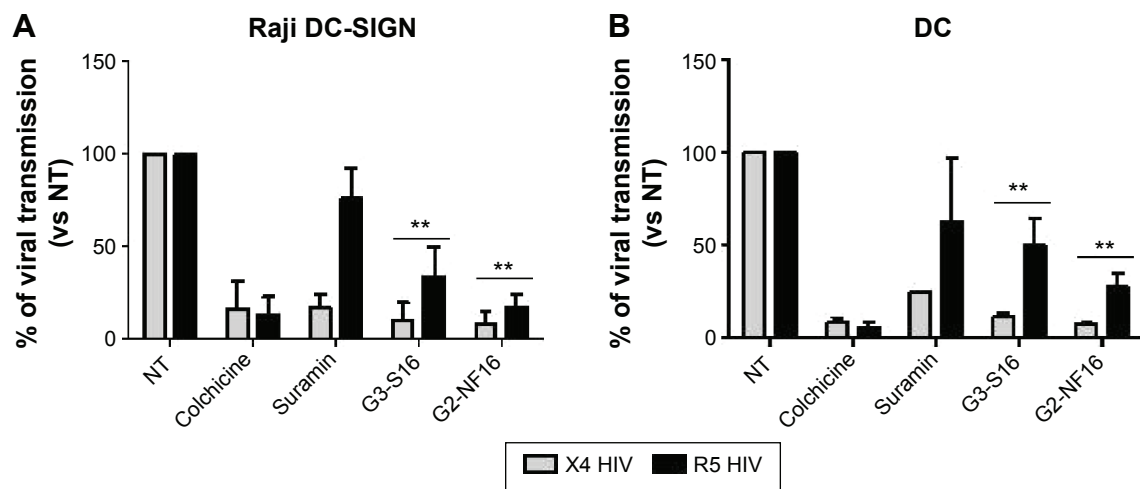 A
Raji DC-SIGN
% of viral transmission
(vs NT)
150
100
50
0
**
**
NT
Colchicine
Suramin
G3-S16
G2-NF16
B
DC
% of viral transmission
(vs NT)
150
100
50
0
**
**
NT
Colchicine
Suramin
G3-S16
G2-NF16
X4 HIV
R5 HIV